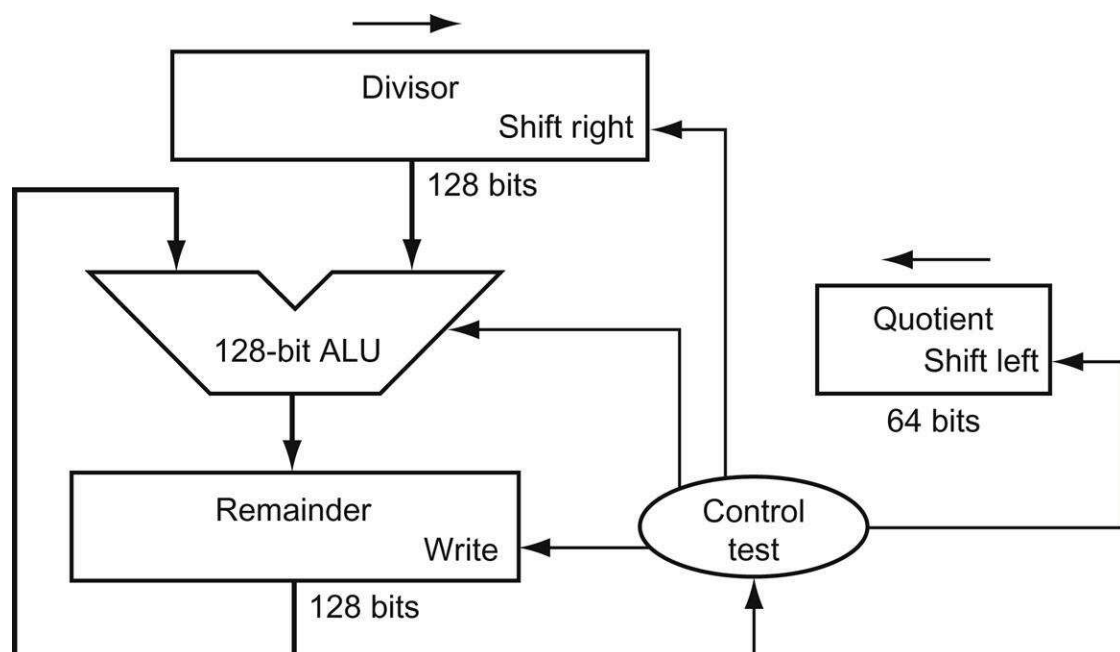 Divisor
Shift right
128 bits
128-bit ALU
Quotient
Shift left
64 bits
Remainder
Write
128 bits
Control
test